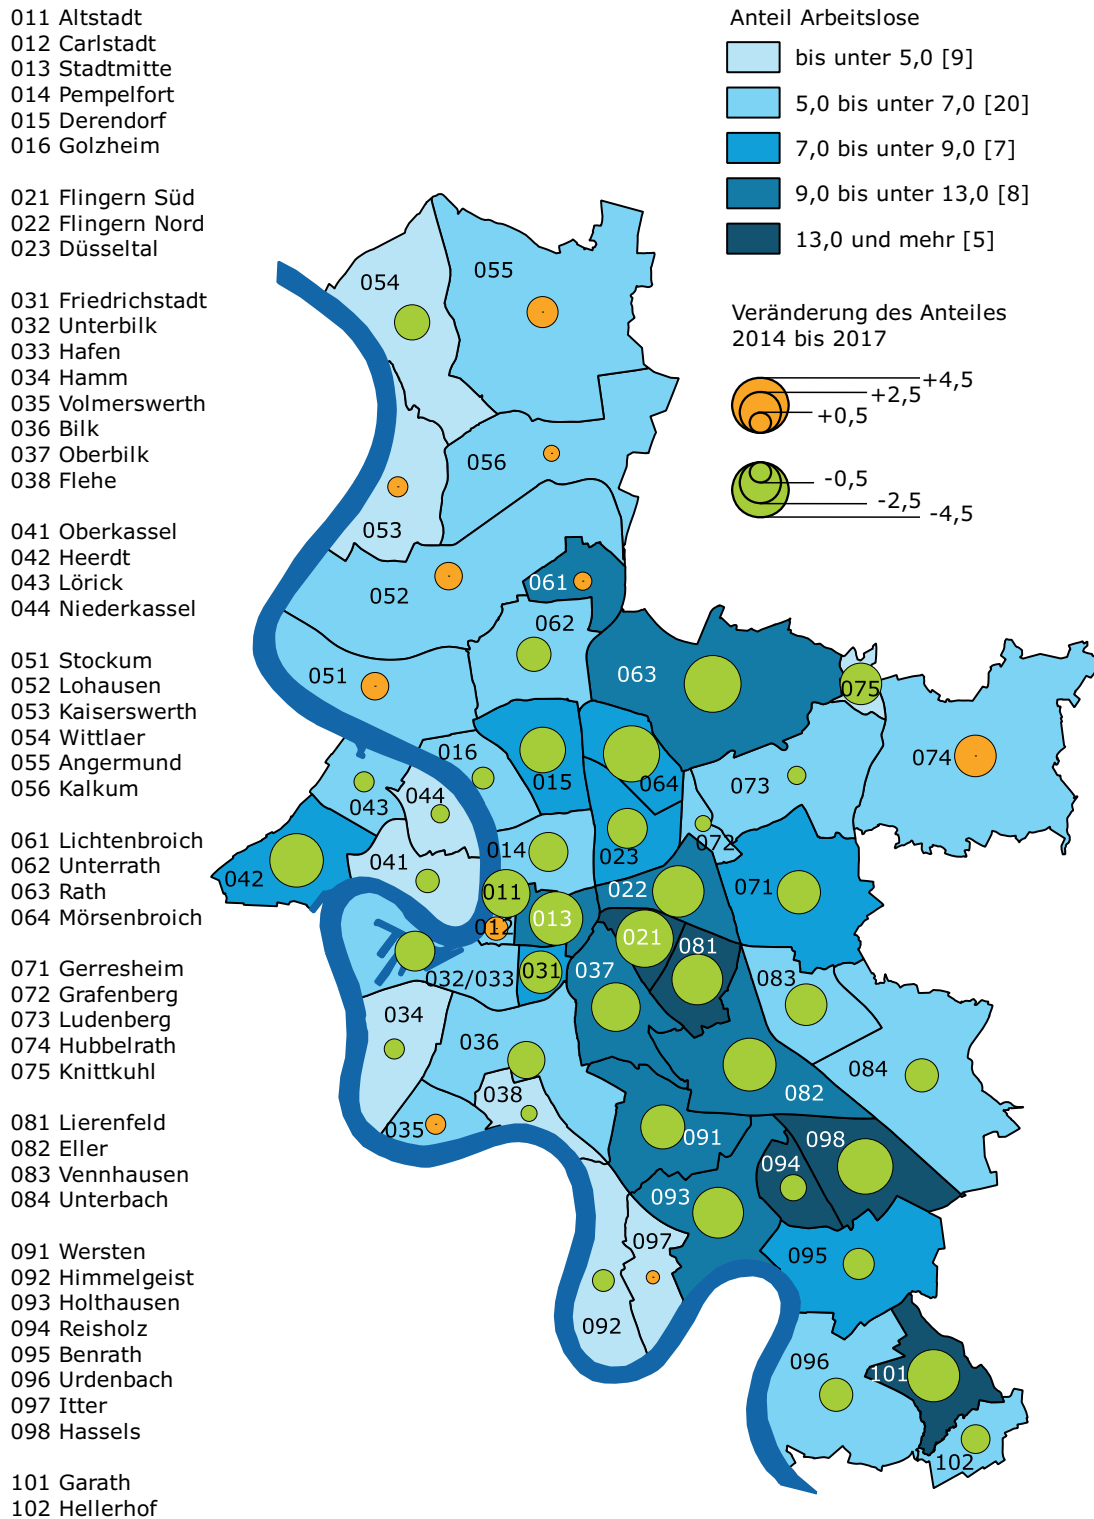 011 Altstadt
012 Carlstadt
013 Stadtmitte
014 Pempelfort
015 Derendorf
016 Golzheim
021 Flingern Süd
022 Flingern Nord
023 Düsseltal
031 Friedrichstadt
032 Unterbilk
033 Hafen
034 Hamm
035 Volmerswerth
036 Bilk
037 Oberbilk
038 Flehe
041 Oberkassel
042 Heerdt
043 Lörick
044 Niederkassel
051 Stockum
052 Lohausen
053 Kaiserswerth
054 Wittlaer
055 Angermund
056 Kalkum
061 Lichtenbroich
062 Unterrath
063 Rath
064 Mörsenbroich
071 Gerresheim
072 Grafenberg
073 Ludenberg
074 Hubbelrath
075 Knittkuhl
081 Lierenfeld
082 Eller
083 Vennhausen
084 Unterbach
091 Wersten
092 Himmelgeist
093 Holthausen
094 Reisholz
095 Benrath
096 Urdenbach
097 Itter
098 Hassels
101 Garath
102 Hellerhof
Anteil Arbeitslose
bis unter 5,0 [9]
5,0 bis unter 7,0 [20]
7,0 bis unter 9,0 [7]
9,0 bis unter 13,0 [8]
13,0 und mehr [5]
Veränderung des Anteiles
2014 bis 2017
+4,5
+2,5
+0,5
-0,5
-2,5
-4,5
054
055
056
053
061
052
062
063
051
075
016
074
015
064
073
044
043
072
014
023
041
042
022
071
011
013
012
021
081
031
037
032/033
083
034
036
084
038
082
035
091
098
094
093
097
095
092
096
101
102